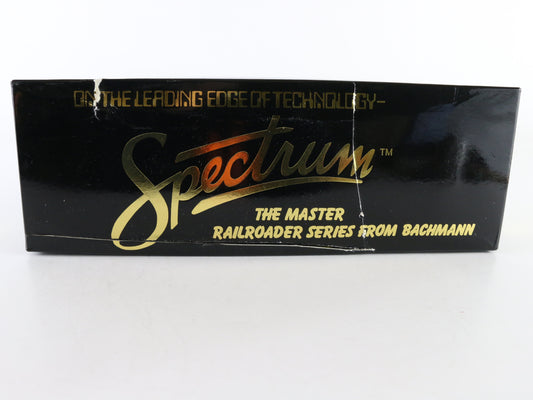 ON THE LEADING EDGE OF TECHNOLOGY-
Spectrum™
THE MASTER
RAILROADER SERIES FROM BACHMANN